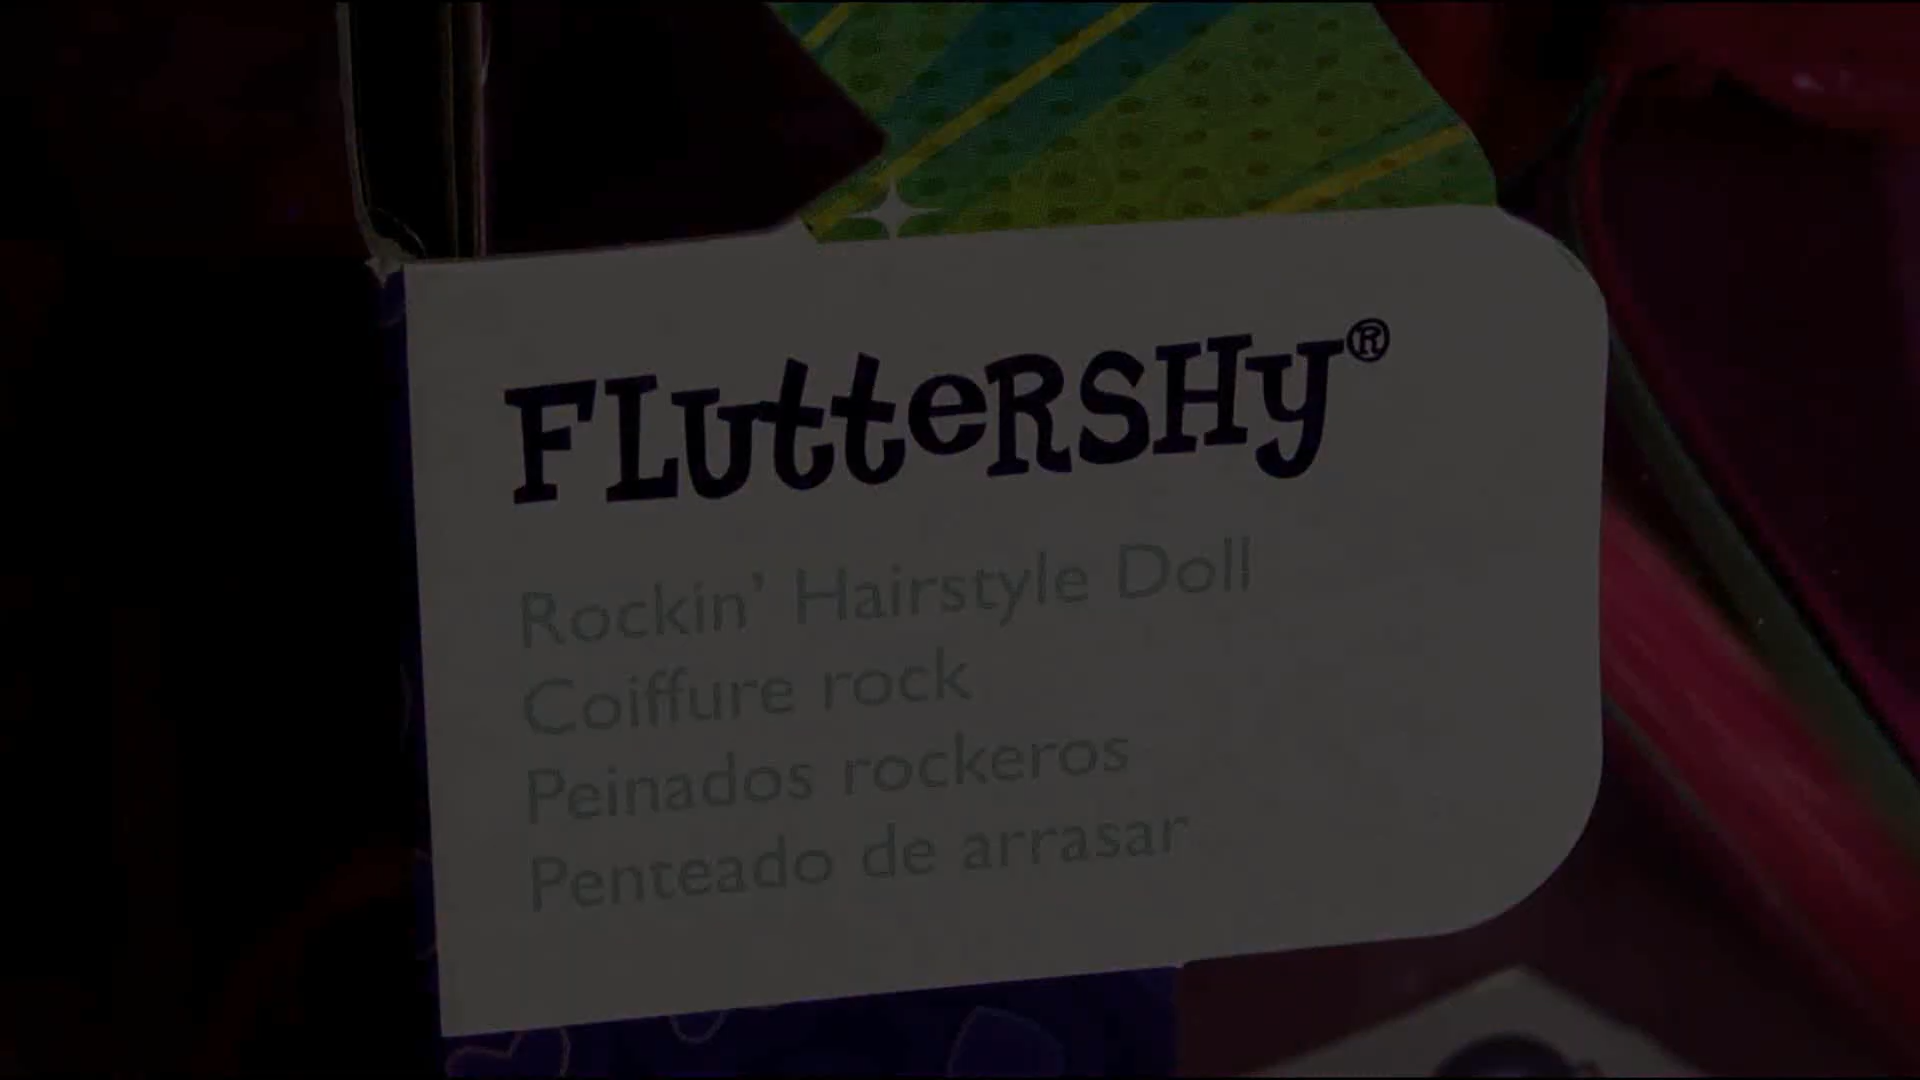 FLutteRSHy®
Rockin' Hairstyle Doll
Coiffure rock
Peinados rockeros
Penteado de arrasar